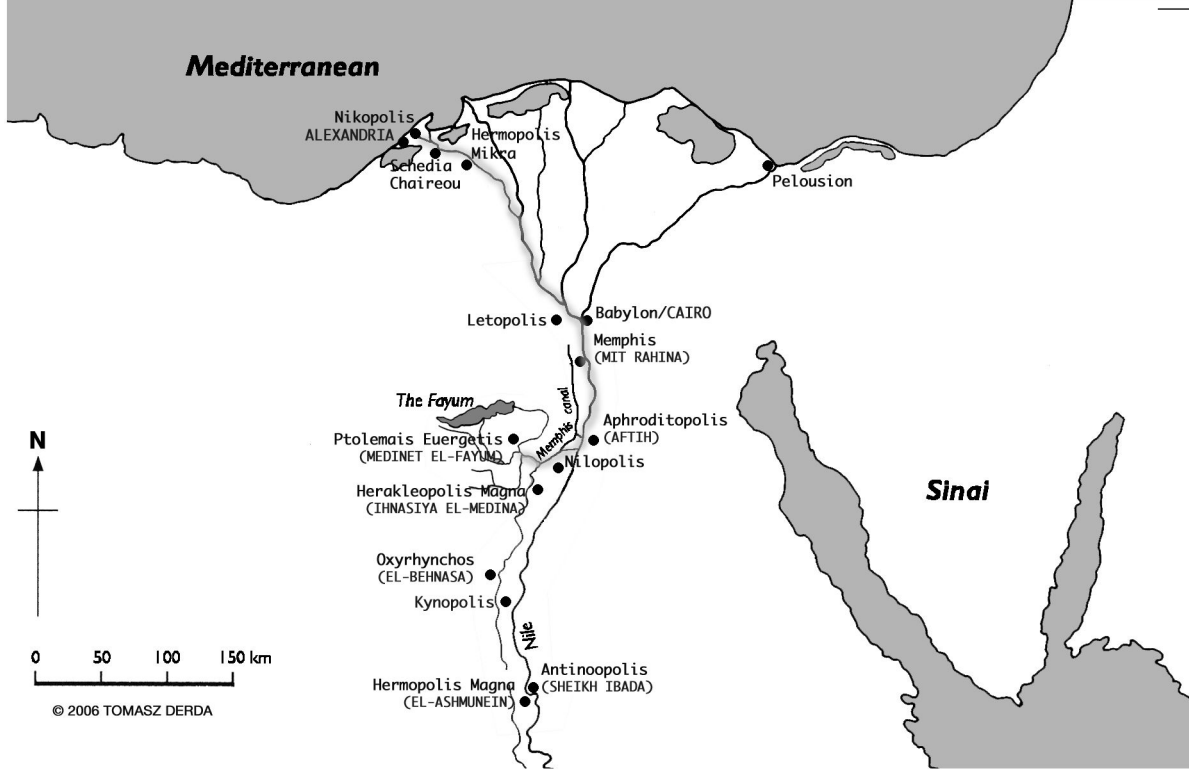 Mediterranean
Nikopolis
ALEXANDRIA
Hermopolis
Mikra
Schedia
Chaireou
Pelousion
Letopolis
Babylon/CAIRO
Memphis
(MIT RAHINA)
The Fayum
Memphis canal
Aphroditopolis
(AFTIH)
Ptolemais Euergetis
(MEDINET EL-FAYUM)
Nilopolis
Herakleopolis Magna
(IHNASIYA EL-MEDINA)
N
Sinai
Oxyrhynchos
(EL-BEHNASA)
Kynopolis
Nile
0 50 100 150 km
Antinoopolis
(SHEIKH IBADA)
Hermopolis Magna
(EL-ASHMUNEIN)
© 2006 TOMASZ DERDA